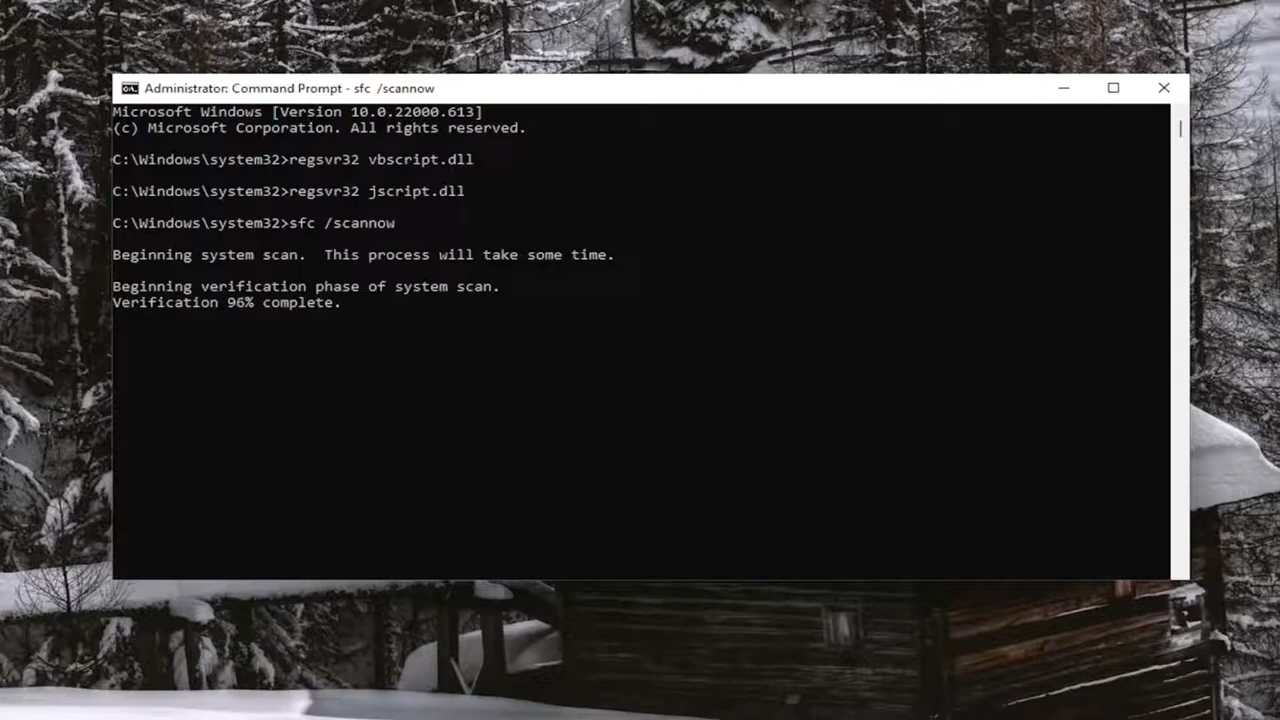 Administrator: Command Prompt - sfc /scannow
Microsoft Windows [Version 10.0.22000.613]
(c) Microsoft Corporation. All rights reserved.
C:\Windows\system32>regsvr32 vbscript.dll
C:\Windows\system32>regsvr32 jscript.dll
C:\Windows\system32>sfc /scannow
Beginning system scan.  This process will take some time.
Beginning verification phase of system scan.
Verification 96% complete.